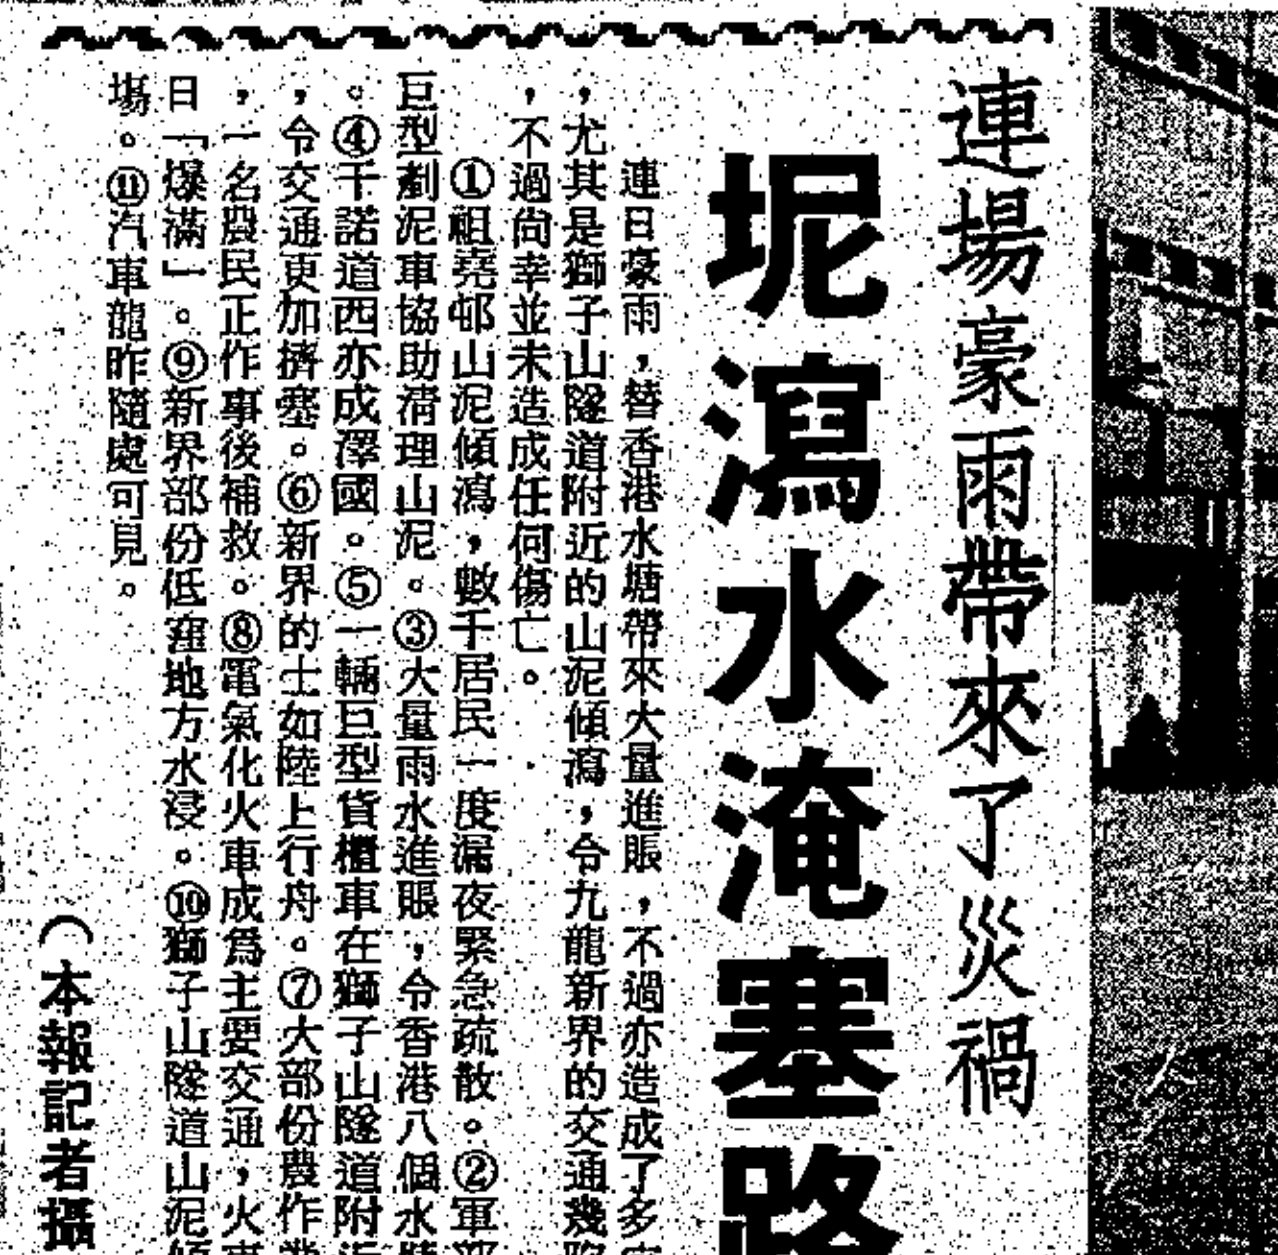 連場豪雨帶來了災禍
坭瀉水淹塞路
連日豪雨，替香港水塘帶來大量進賬，不過亦造成了多
，尤其是獅子山隧道附近的山泥傾瀉，令九龍新界的交通幾
，不過尚幸並未造成任何傷亡。
①祖堯邨山泥傾瀉，數千居民一度漏夜緊急疏散。②軍
巨型剷泥車協助清理山泥。③大量雨水進賬，令香港八個水
。④千諾道西亦成澤國。⑤一輛巨型貨櫃車在獅子山隧道附
，令交通更加擠塞。⑥新界的士如陸上行舟。⑦大部份農作
，一名農民正作事後補救。⑧電氣化火車成爲主要交通，火
日「爆滿」。⑨新界部份低窪地方水浸。⑩獅子山隧道山泥
塲。⑪汽車龍昨隨處可見。
（本報記者攝